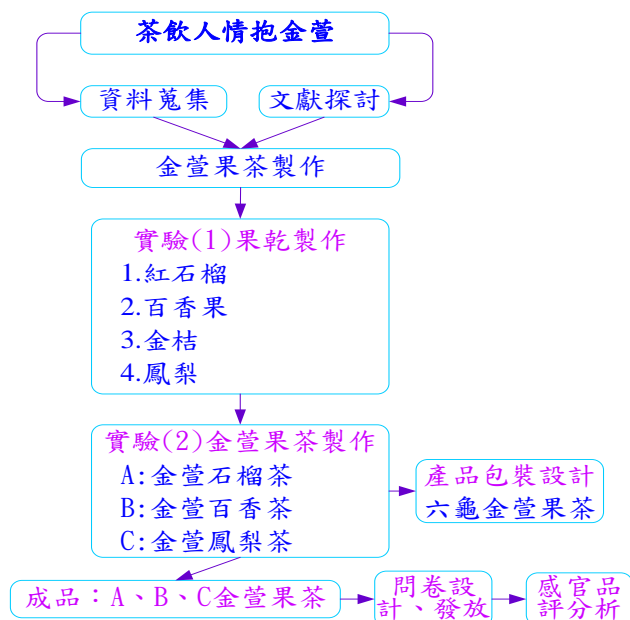 茶飲人情抱金萱
資料蒐集
文獻探討
金萱果茶製作
實驗(1)果乾製作
1.紅石榴
2.百香果
3.金桔
4.鳳梨
實驗(2)金萱果茶製作
A:金萱石榴茶
B:金萱百香茶
C:金萱鳳梨茶
產品包裝設計
六龜金萱果茶
成品：A、B、C金萱果茶
問卷設
計、發放
感官品
評分析